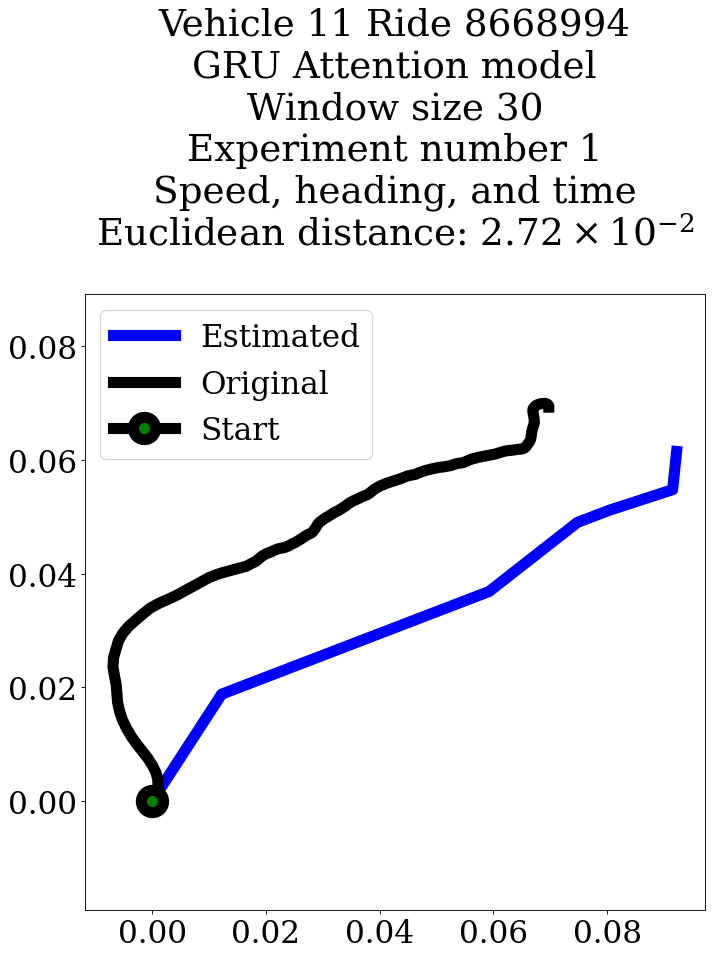 Vehicle 11 Ride 8668994
GRU Attention model
Window size 30
Experiment number 1
Speed, heading, and time
Euclidean distance: 2.72 × 10⁻²
Estimated
Original
Start
0.08
0.06
0.04
0.02
0.00
0.00 0.02 0.04 0.06 0.08